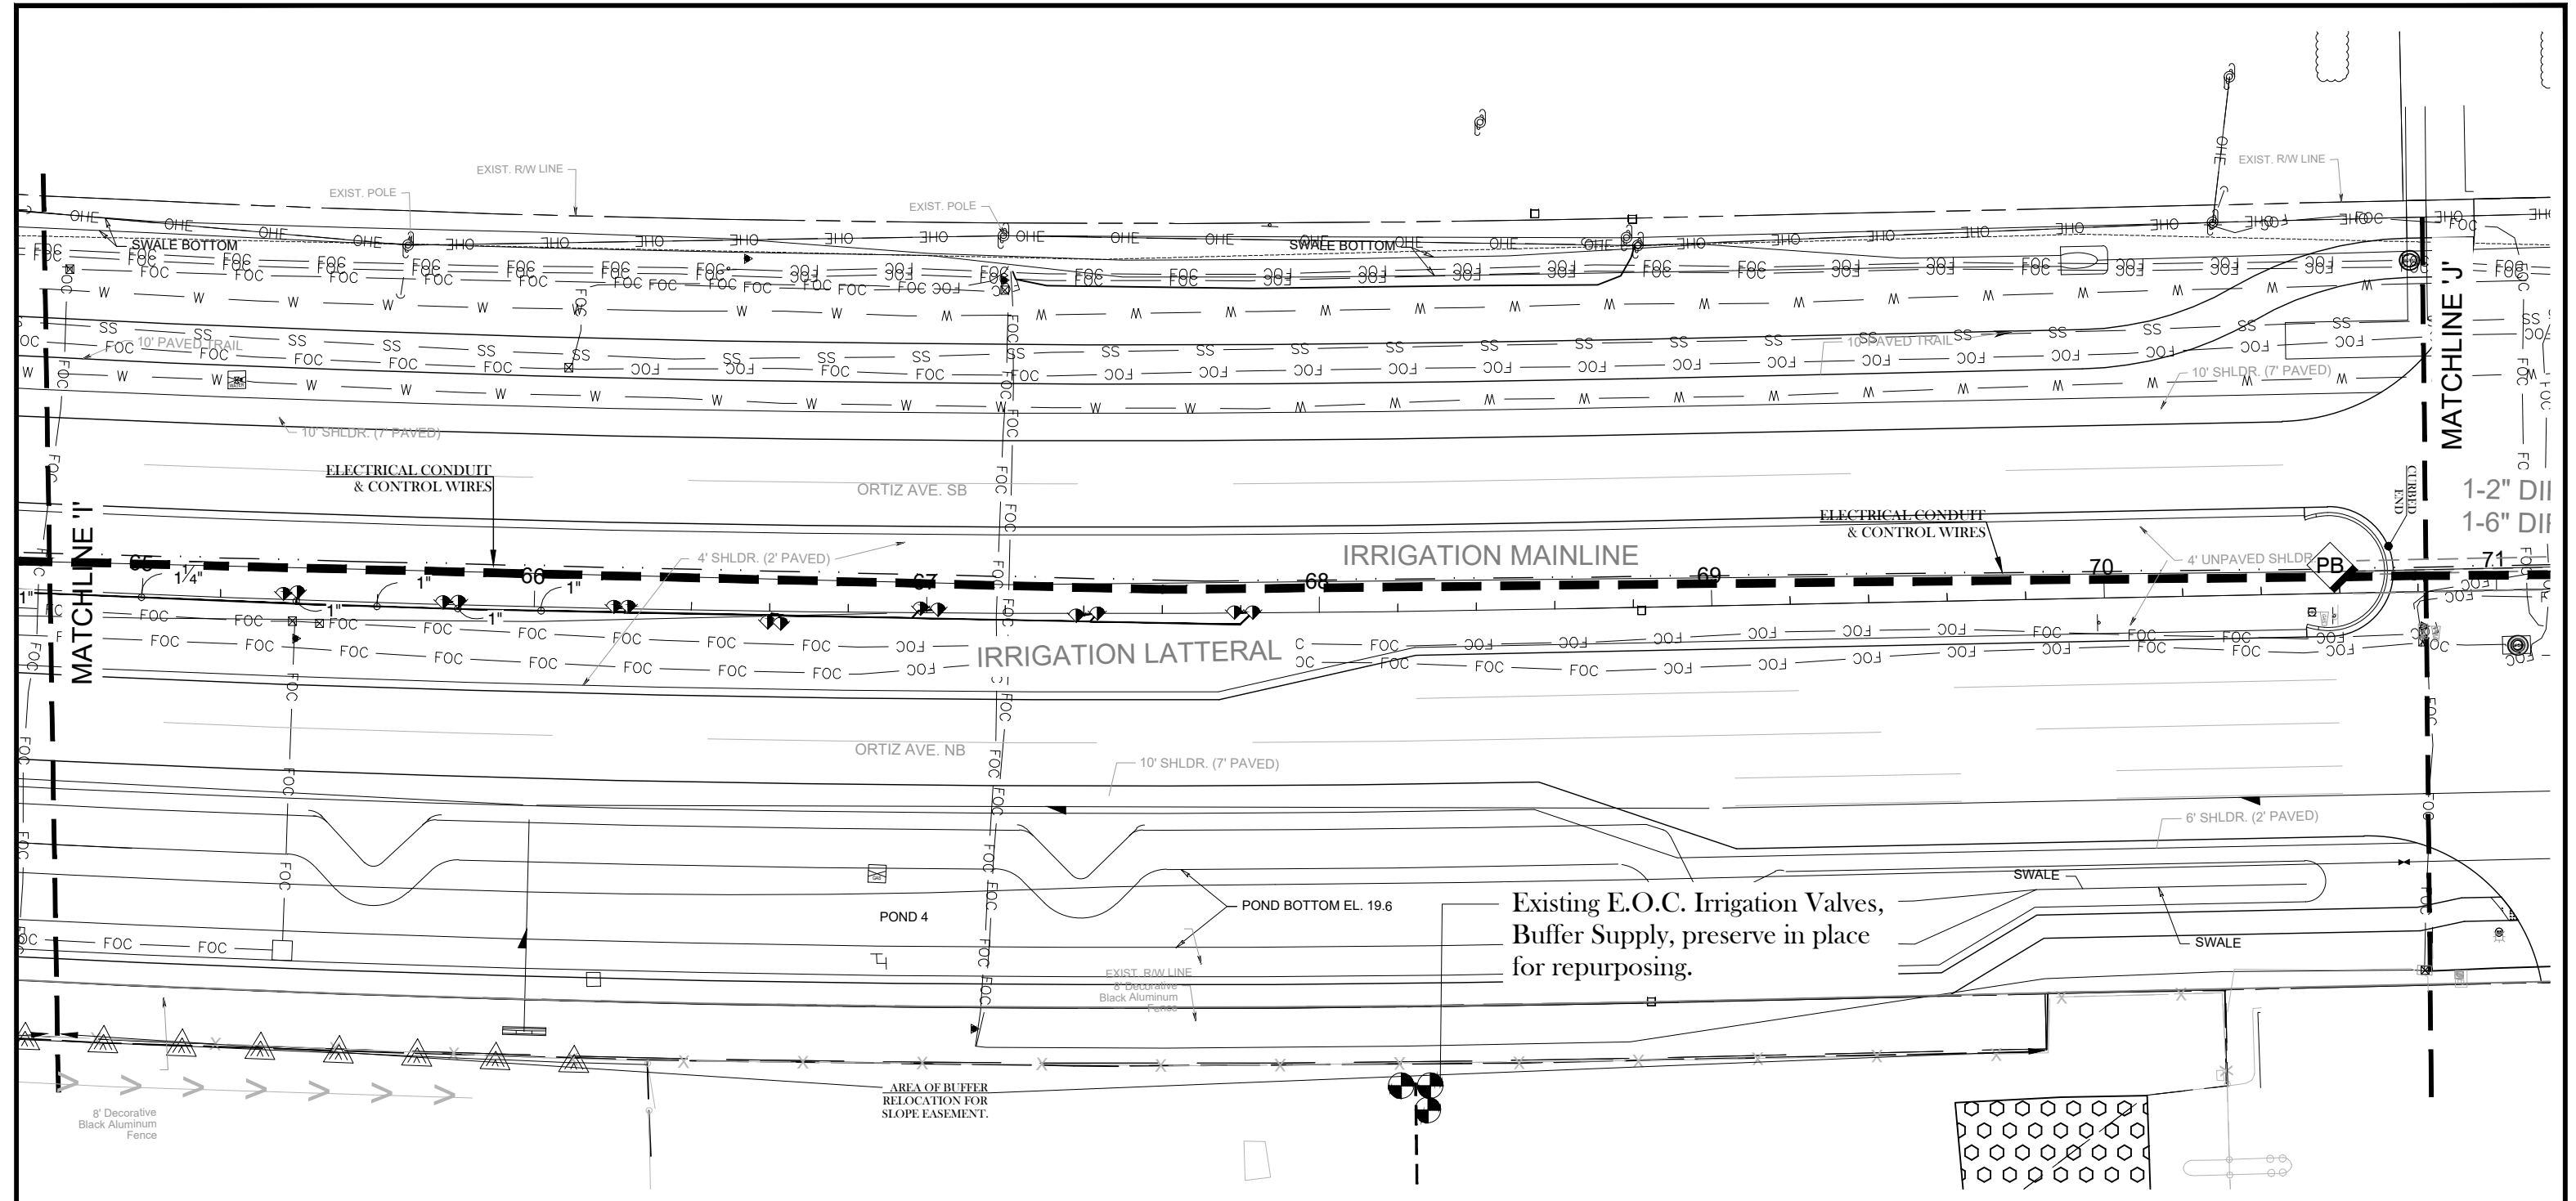 EXIST. R/W LINE
EXIST. POLE
EXIST. POLE
EXIST. R/W LINE
OHE
SWALE BOTTOM
SWALE BOTTOM
FOC
W
SS
10' PAVED TRAIL
10' PAVED TRAIL
10' SHLDR. (7' PAVED)
10' SHLDR. (7' PAVED)
MATCHLINE 'J'
ELECTRICAL CONDUIT
& CONTROL WIRES
ORTIZ AVE. SB
CURBED
END
1-2" DI
1-6" DI
ELECTRICAL CONDUIT
& CONTROL WIRES
MATCHLINE 'I'
4' SHLDR. (2' PAVED)
IRRIGATION MAINLINE
4' UNPAVED SHLDR
PB
65
66
67
68
69
70
71
1¼"
1"
1"
1"
1"
1"
IRRIGATION LATTERAL
ORTIZ AVE. NB
10' SHLDR. (7' PAVED)
6' SHLDR. (2' PAVED)
SWALE
POND 4
POND BOTTOM EL. 19.6
Existing E.O.C. Irrigation Valves,
Buffer Supply, preserve in place
for repurposing.
SWALE
EXIST. R/W LINE
8' Decorative
Black Aluminum
Fence
AREA OF BUFFER
RELOCATION FOR
SLOPE EASEMENT.
8' Decorative
Black Aluminum
Fence